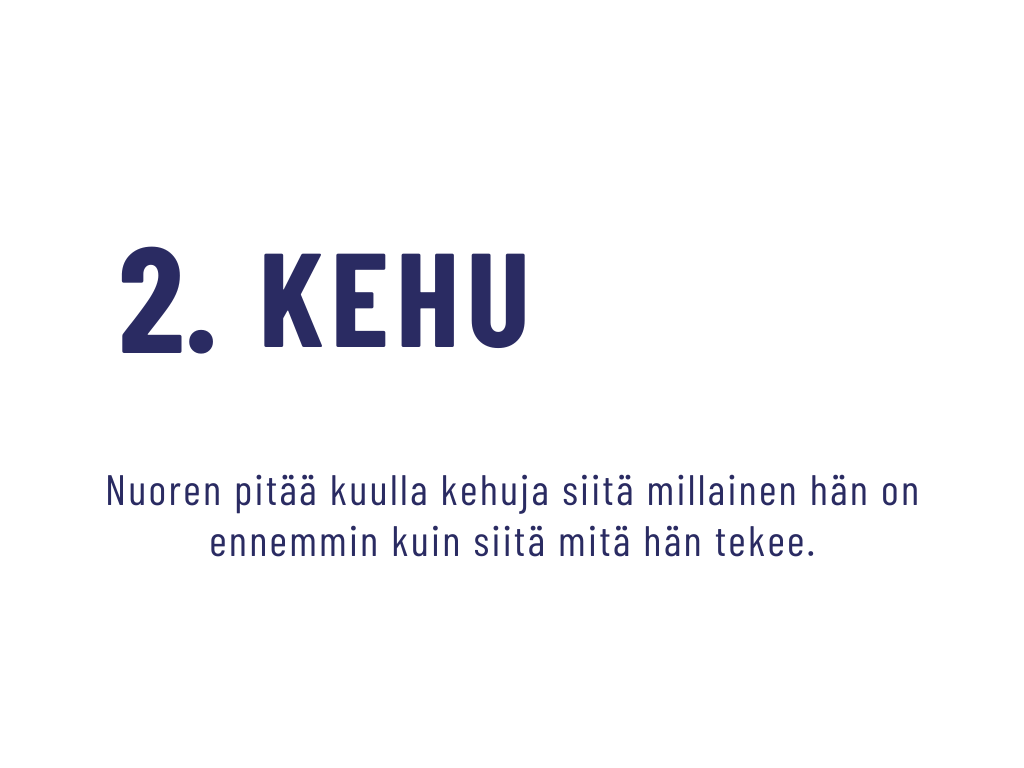 2. KEHU
Nuoren pitää kuulla kehuja siitä millainen hän on
ennemmin kuin siitä mitä hän tekee.